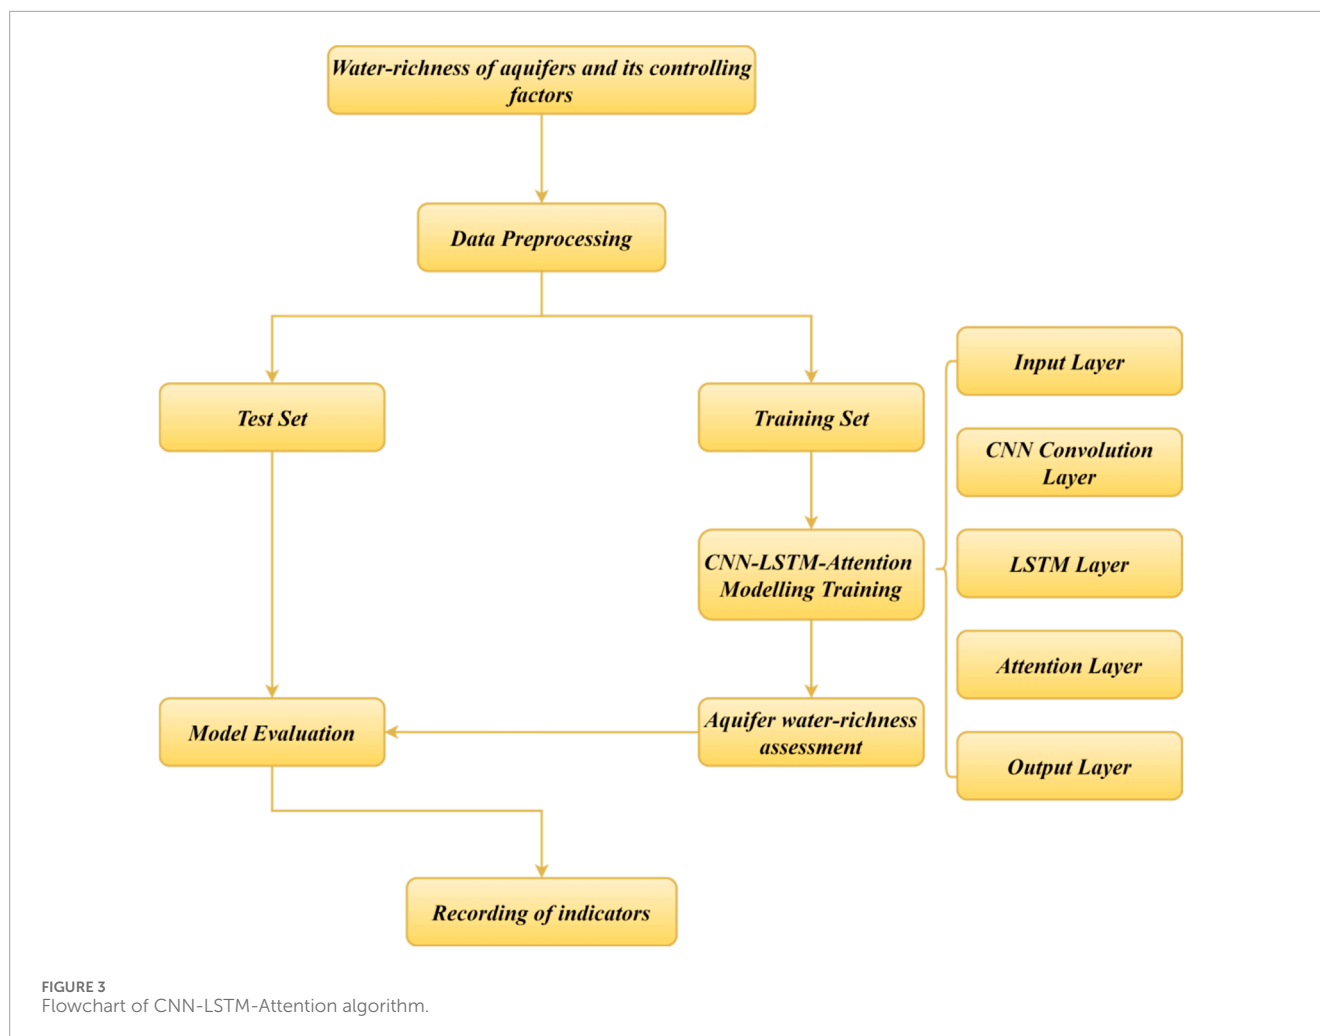 Water-richness of aquifers and its controlling
factors
Data Preprocessing
Test Set
Training Set
Input Layer
CNN Convolution
Layer
CNN-LSTM-Attention
Modelling Training
LSTM Layer
Attention Layer
Model Evaluation
Aquifer water-richness
assessment
Output Layer
Recording of indicators
FIGURE 3
Flowchart of CNN-LSTM-Attention algorithm.